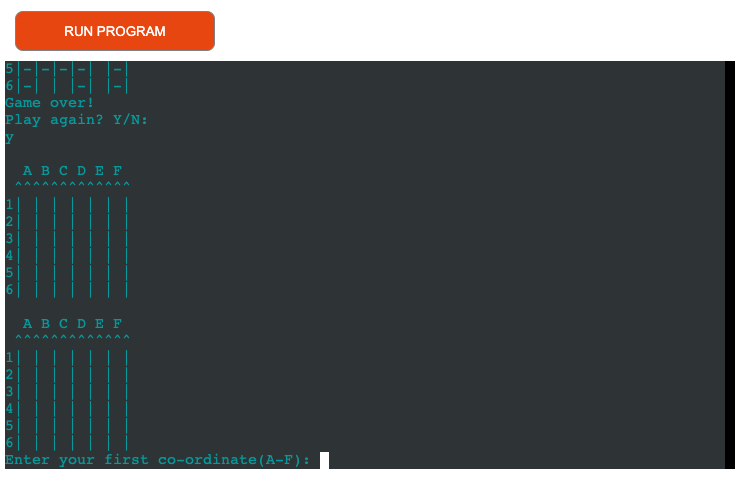 RUN PROGRAM
5|-|-|-|-| |-|
6|-| | |-| |-|
Game over!
Play again? Y/N:
y
  A B C D E F
 ^^^^^^^^^^^^^
1| | | | | | |
2| | | | | | |
3| | | | | | |
4| | | | | | |
5| | | | | | |
6| | | | | | |
  A B C D E F
 ^^^^^^^^^^^^^
1| | | | | | |
2| | | | | | |
3| | | | | | |
4| | | | | | |
5| | | | | | |
6| | | | | | |
Enter your first co-ordinate(A-F):